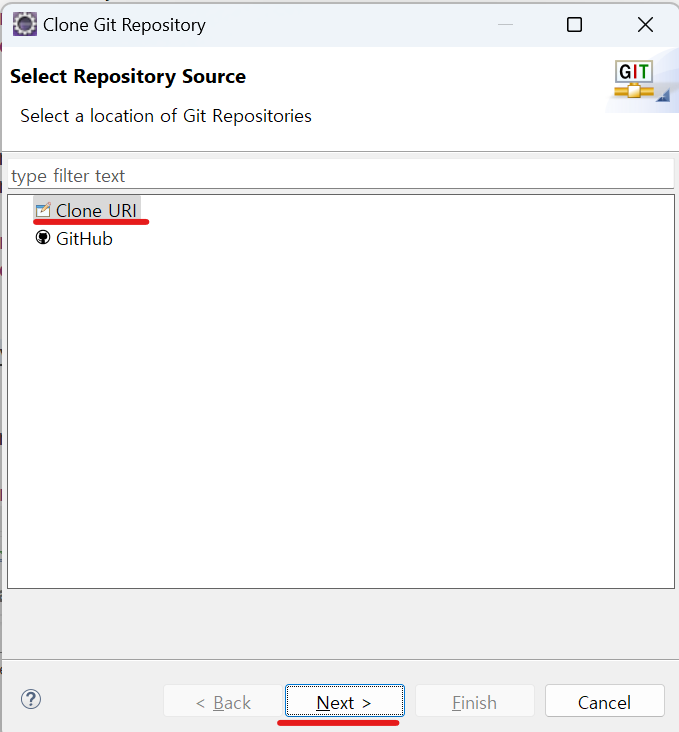 Clone Git Repository
Select Repository Source
GIT
Select a location of Git Repositories
type filter text
Clone URI
GitHub
< Back
Next >
Finish
Cancel